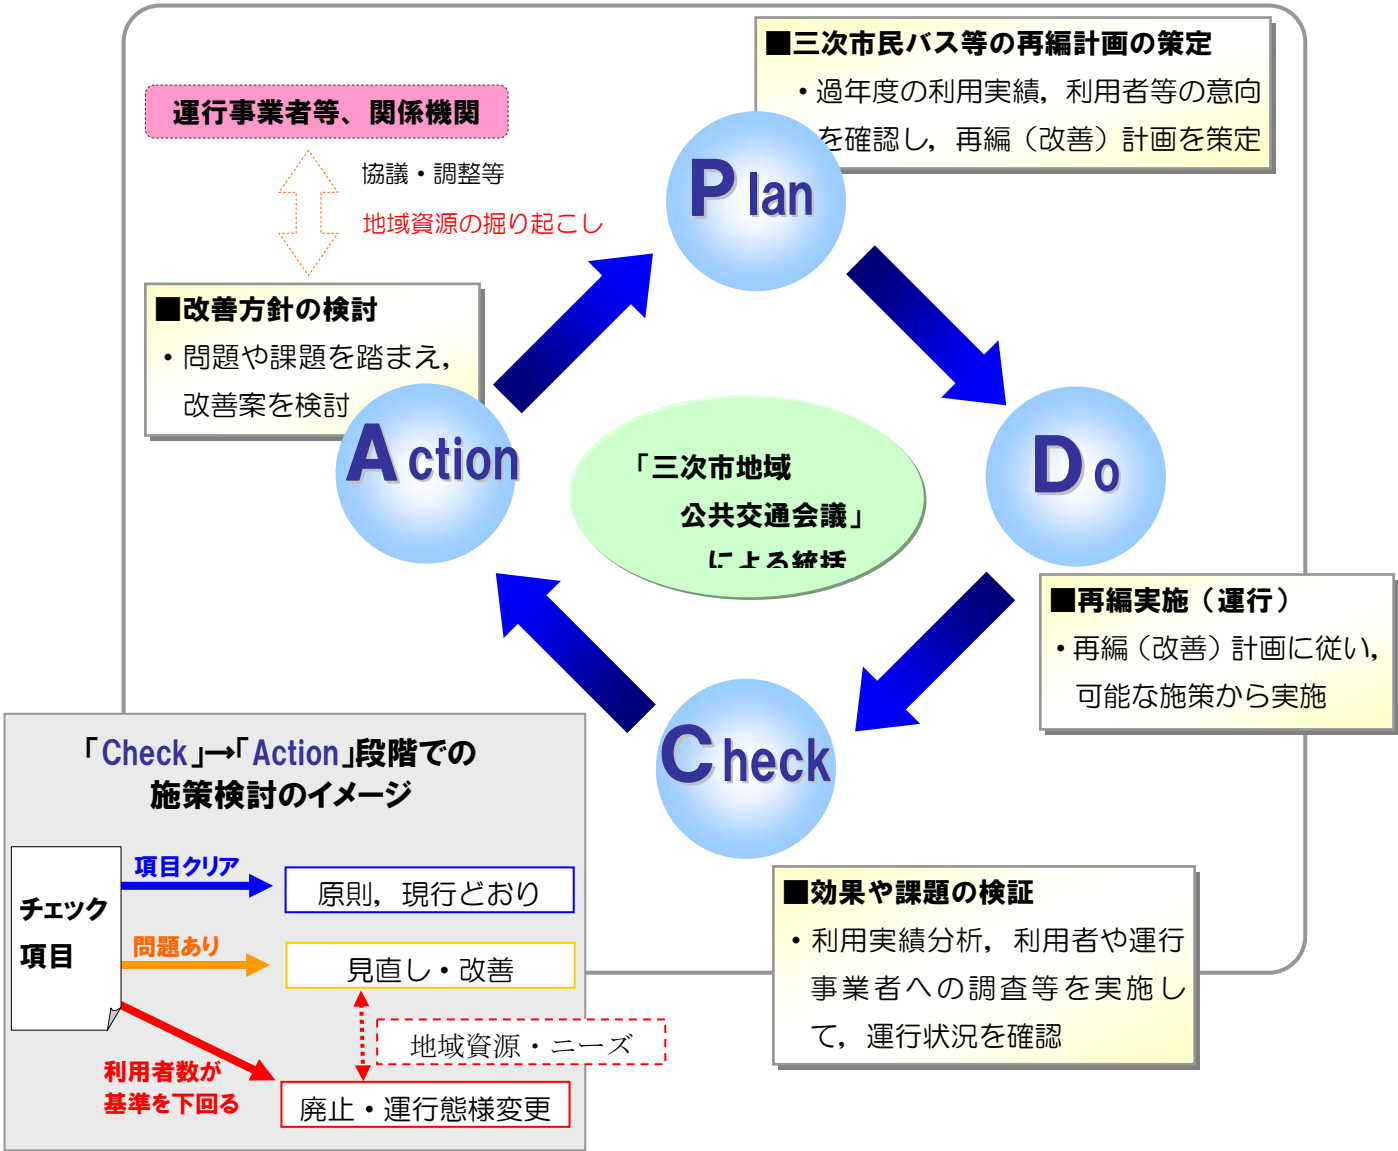 ■三次市民バス等の再編計画の策定
・過年度の利用実績，利用者等の意向
を確認し，再編（改善）計画を策定
運行事業者等、関係機関
協議・調整等
地域資源の掘り起こし
Plan
■改善方針の検討
・問題や課題を踏まえ，
改善案を検討
Action
「三次市地域
公共交通会議」
による統括
Do
■再編実施（運行）
・再編（改善）計画に従い，
可能な施策から実施
Check
■効果や課題の検証
・利用実績分析，利用者や運行
事業者への調査等を実施し
て，運行状況を確認
「Check」→「Action」段階での
施策検討のイメージ
チェック
項目
項目クリア
原則，現行どおり
問題あり
見直し・改善
地域資源・ニーズ
利用者数が
基準を下回る
廃止・運行態様変更